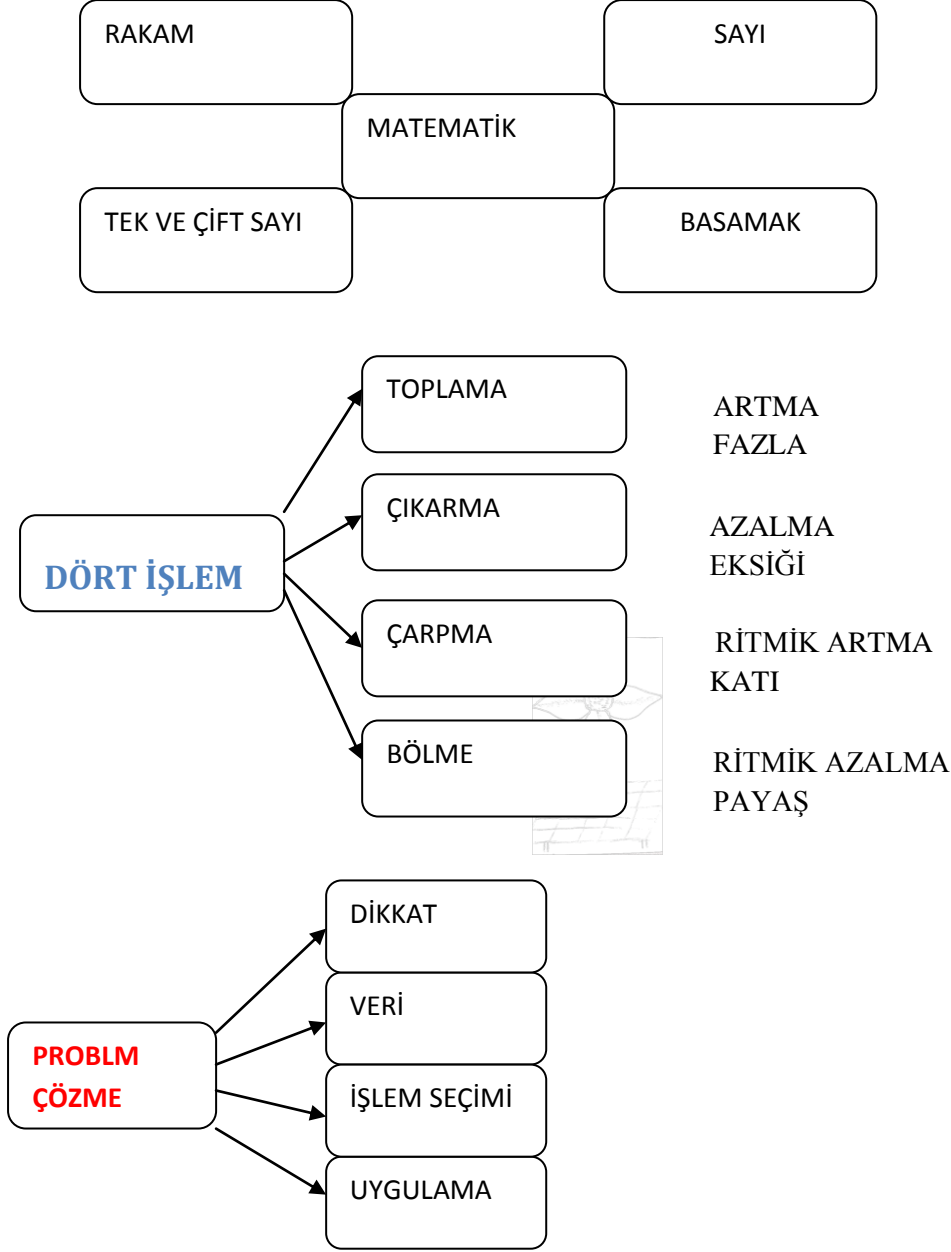 RAKAM
SAYI
MATEMATİK
TEK VE ÇİFT SAYI
BASAMAK
TOPLAMA
ARTMA
FAZLA
ÇIKARMA
AZALMA
EKSİĞİ
DÖRT İŞLEM
ÇARPMA
RİTMİK ARTMA
KATI
BÖLME
RİTMİK AZALMA
PAYAŞ
DİKKAT
VERİ
PROBLM
ÇÖZME
İŞLEM SEÇİMİ
UYGULAMA